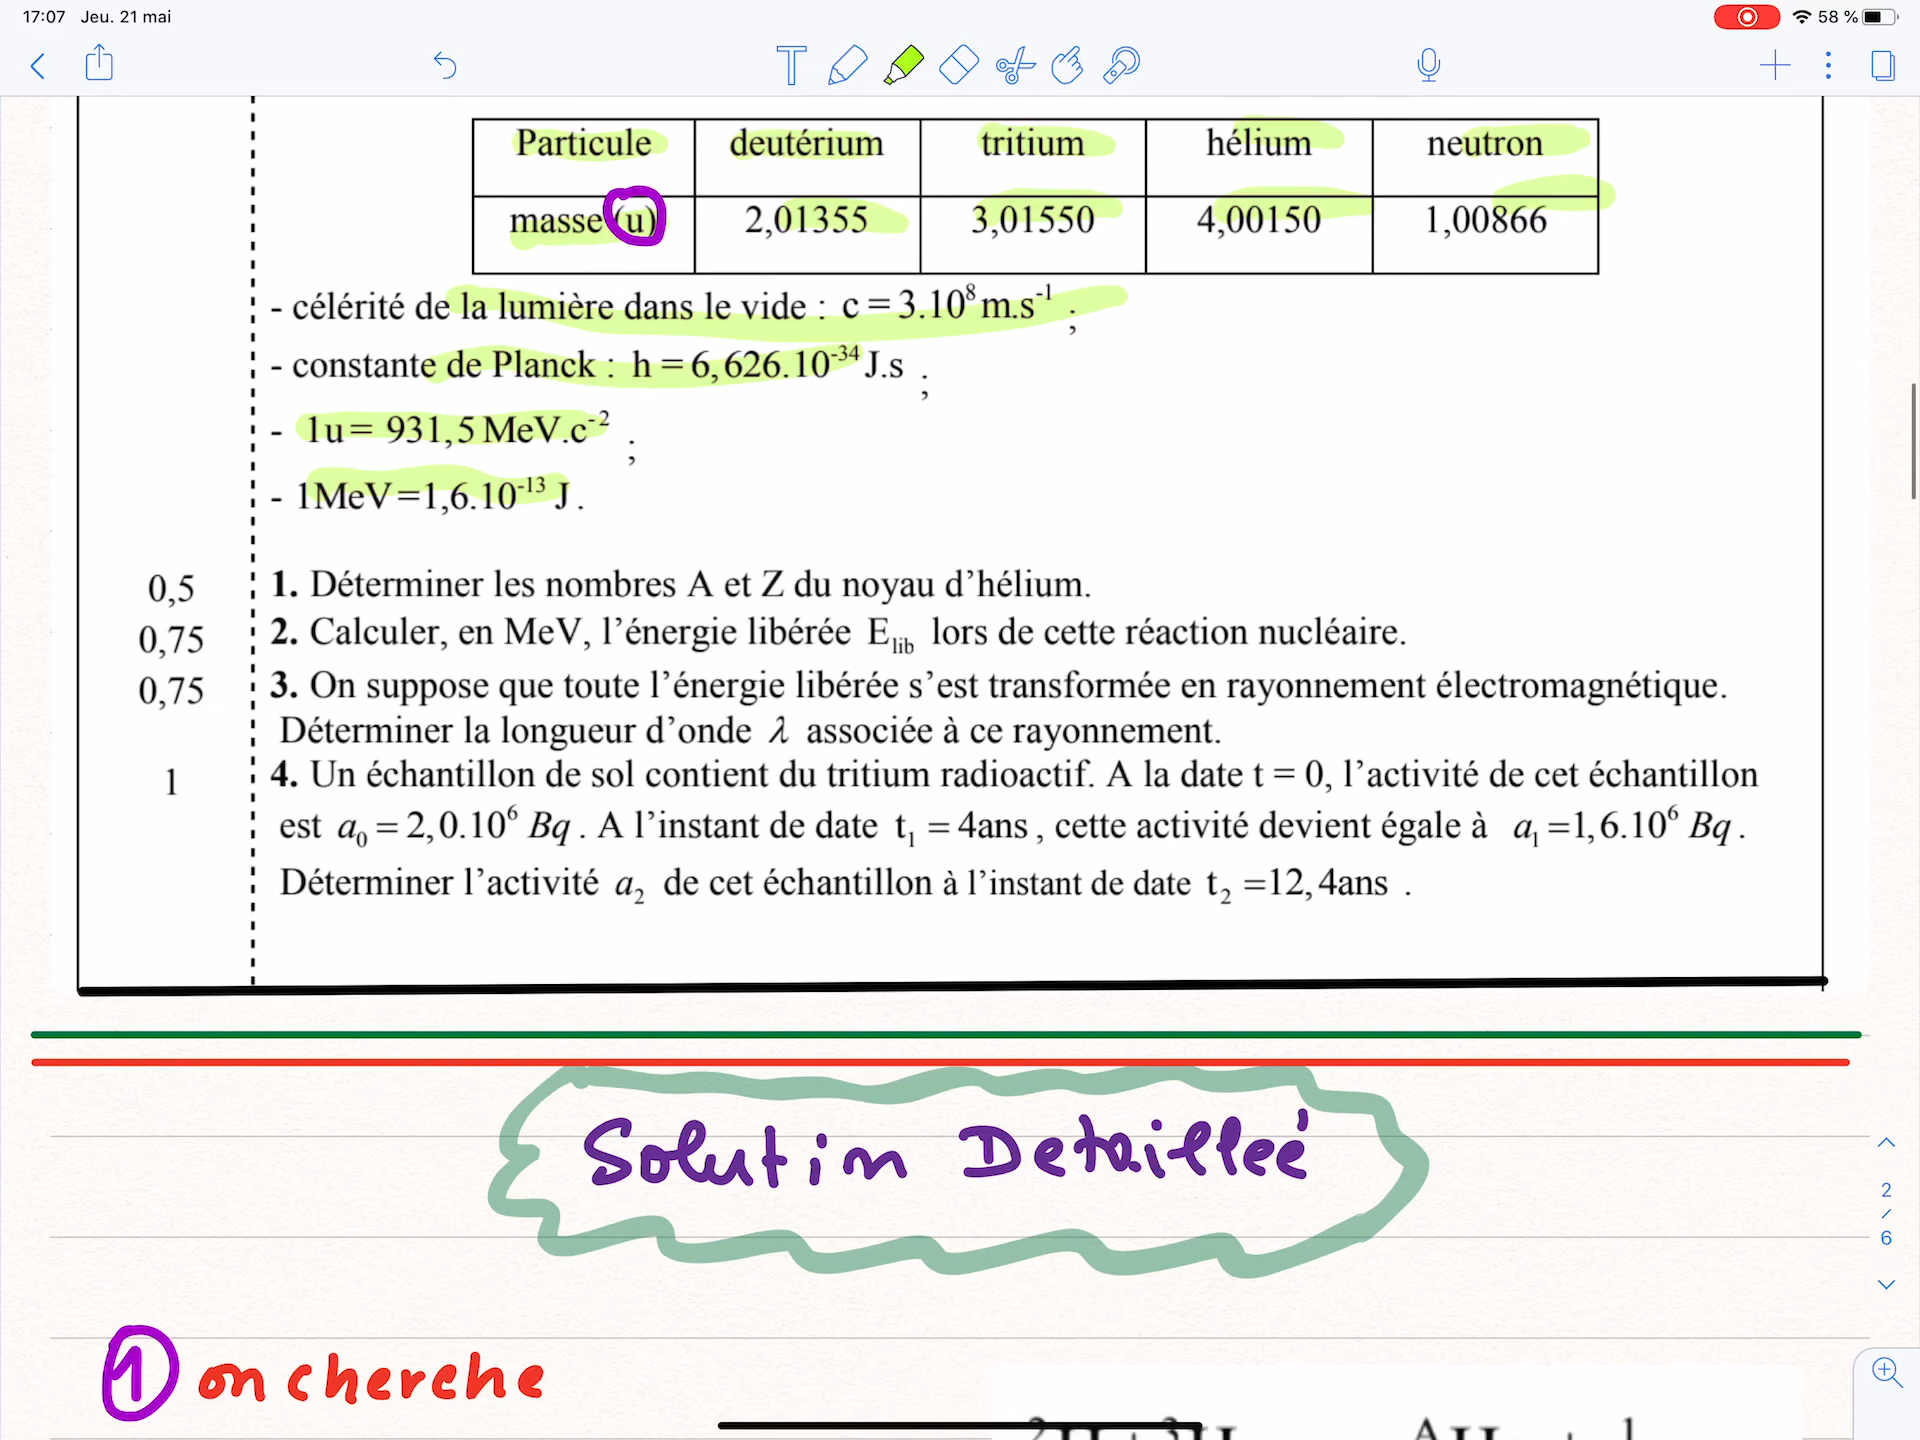 17:07 Jeu. 21 mai
58 %
Particule deutérium tritium hélium neutron
masse (u) 2,01355 3,01550 4,00150 1,00866
- célérité de la lumière dans le vide : c = 3.10⁸ m.s⁻¹ ;
- constante de Planck : h = 6,626.10⁻³⁴ J.s ;
- 1u = 931,5 MeV.c⁻² ;
- 1MeV=1,6.10⁻¹³ J.
0,5 1. Déterminer les nombres A et Z du noyau d’hélium.
0,75 2. Calculer, en MeV, l’énergie libérée E_lib lors de cette réaction nucléaire.
0,75 3. On suppose que toute l’énergie libérée s’est transformée en rayonnement électromagnétique.
Déterminer la longueur d’onde λ associée à ce rayonnement.
1 4. Un échantillon de sol contient du tritium radioactif. A la date t = 0, l’activité de cet échantillon
est a₀ = 2,0.10⁶ Bq . A l’instant de date t₁ = 4ans , cette activité devient égale à a₁ =1,6.10⁶ Bq .
Déterminer l’activité a₂ de cet échantillon à l’instant de date t₂ =12,4ans .
Solution Detailleé
2
/
6
1 on cherche